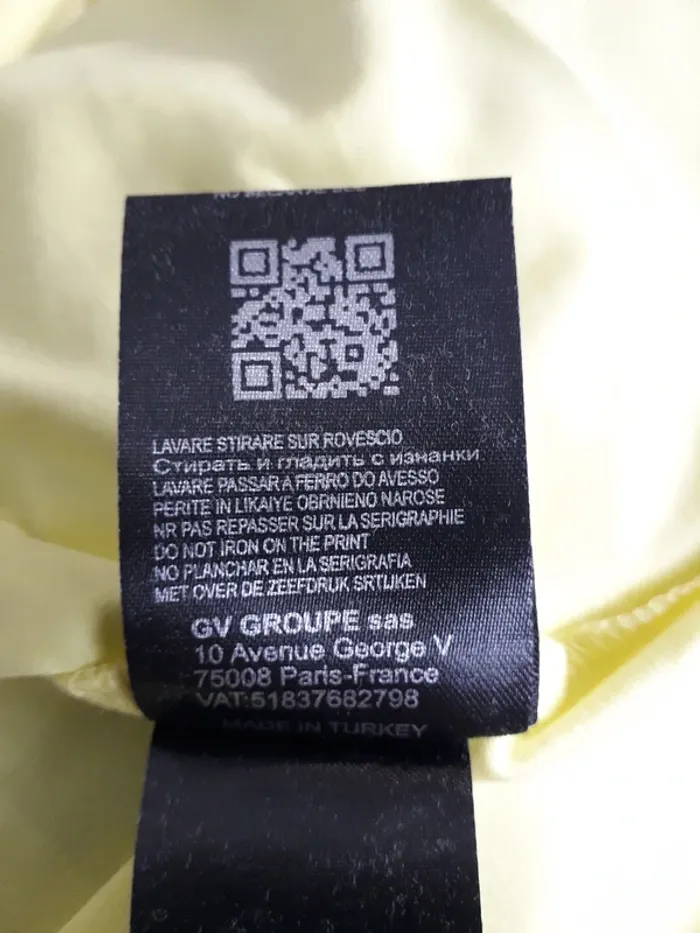 LAVARE STIRARE SUR ROVESCIO
Стирать и гладить с изнанки
LAVARE PASSAR A FERRO DO AVESSO
PERITE IN LIKAIYE OBRNIENO NAROSE
NR PAS REPASSER SUR LA SERIGRAPHIE
DO NOT IRON ON THE PRINT
NO PLANCHAR EN LA SERIGRAFIA
MET OVER DE ZEEFDRUK SRTIJKEN
GV GROUPE sas
10 Avenue George V
75008 Paris-France
VAT:51837682798
MADE IN TURKEY